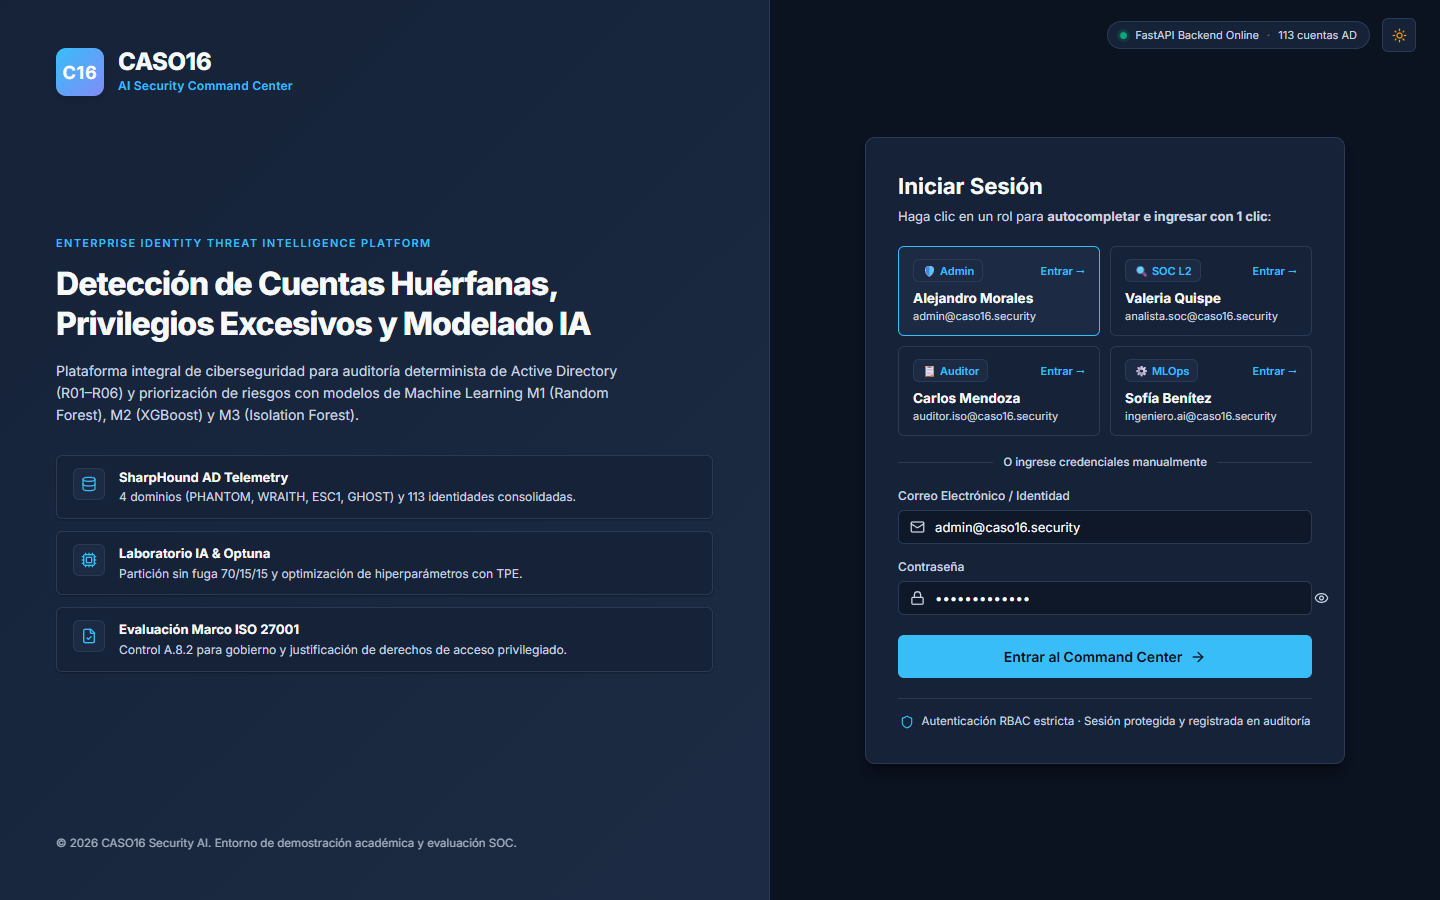 C16
CASO16
AI Security Command Center
ENTERPRISE IDENTITY THREAT INTELLIGENCE PLATFORM
Detección de Cuentas Huérfanas,
Privilegios Excesivos y Modelado IA
Plataforma integral de ciberseguridad para auditoría determinista de Active Directory
(R01–R06) y priorización de riesgos con modelos de Machine Learning M1 (Random
Forest), M2 (XGBoost) y M3 (Isolation Forest).
SharpHound AD Telemetry
4 dominios (PHANTOM, WRAITH, ESC1, GHOST) y 113 identidades consolidadas.
Laboratorio IA & Optuna
Partición sin fuga 70/15/15 y optimización de hiperparámetros con TPE.
Evaluación Marco ISO 27001
Control A.8.2 para gobierno y justificación de derechos de acceso privilegiado.
© 2026 CASO16 Security AI. Entorno de demostración académica y evaluación SOC.
FastAPI Backend Online · 113 cuentas AD
Iniciar Sesión
Haga clic en un rol para autocompletar e ingresar con 1 clic:
Admin Entrar →
Alejandro Morales
admin@caso16.security
SOC L2 Entrar →
Valeria Quispe
analista.soc@caso16.security
Auditor Entrar →
Carlos Mendoza
auditor.iso@caso16.security
MLOps Entrar →
Sofía Benítez
ingeniero.ai@caso16.security
O ingrese credenciales manualmente
Correo Electrónico / Identidad
admin@caso16.security
Contraseña
•••••••••••••
Entrar al Command Center →
Autenticación RBAC estricta · Sesión protegida y registrada en auditoría